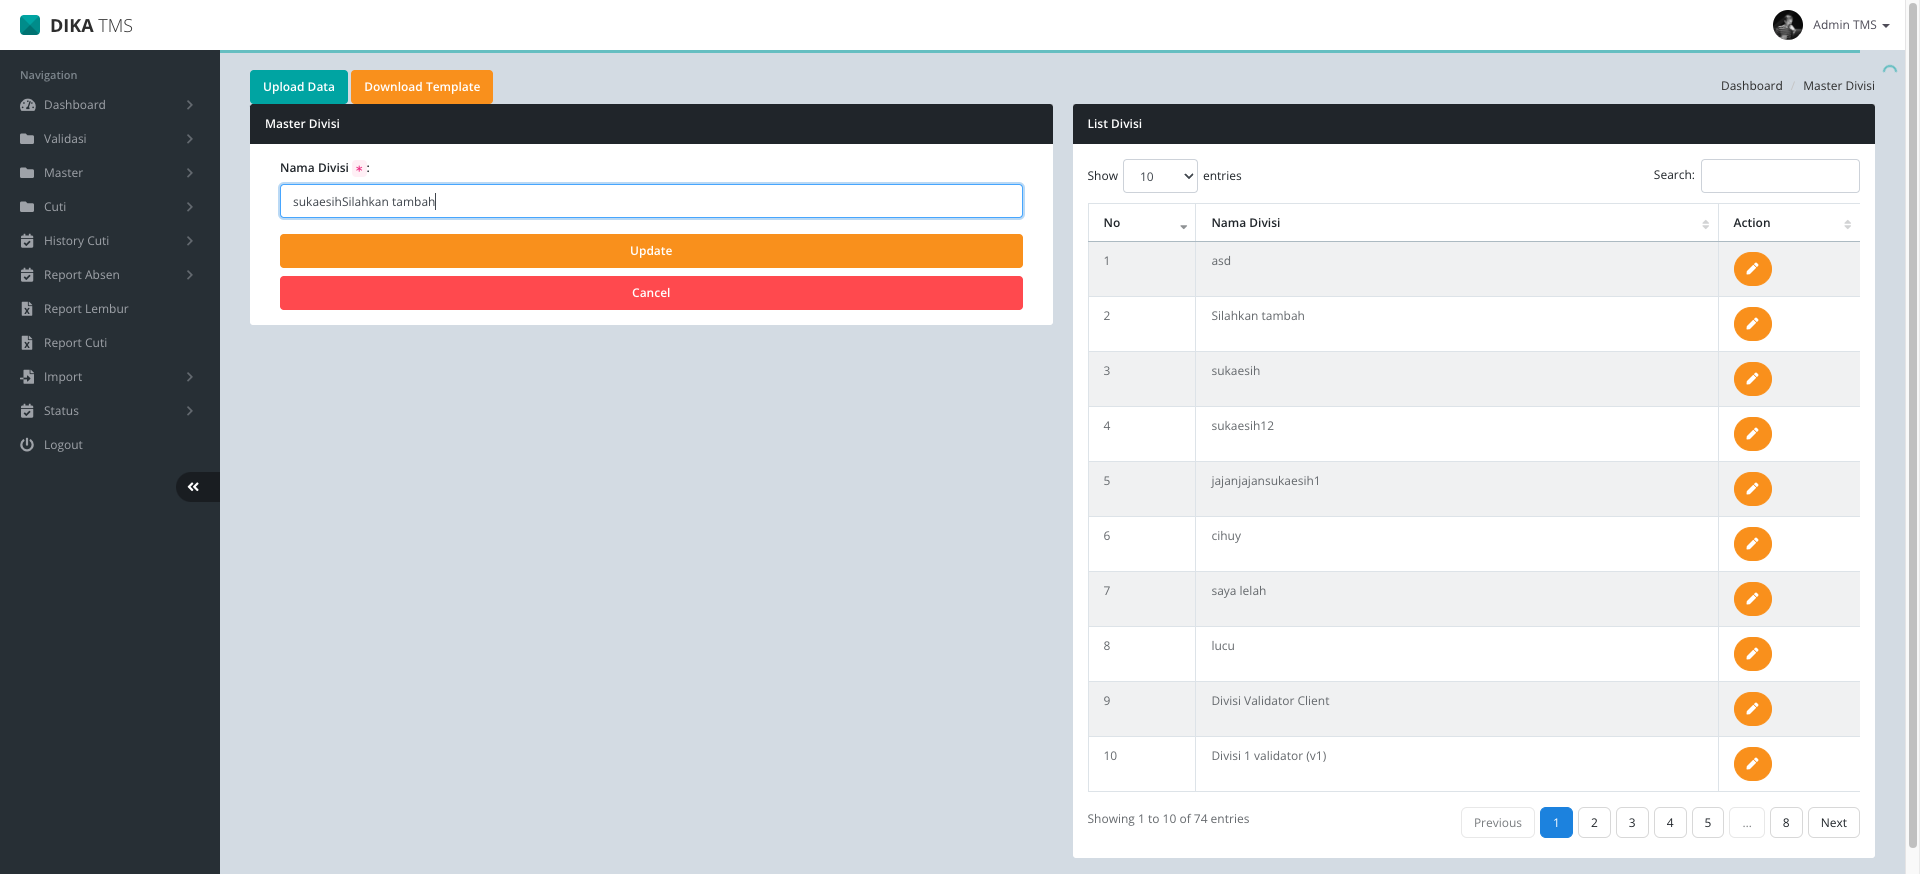 DIKA TMS
Admin TMS
Navigation
Dashboard
Validasi
Master
Cuti
History Cuti
Report Absen
Report Lembur
Report Cuti
Import
Status
Logout
Upload Data
Download Template
Dashboard / Master Divisi
Master Divisi
Nama Divisi * :
sukaesihSilahkan tambah
Update
Cancel
List Divisi
Show 10 entries
Search:
No Nama Divisi Action
1 asd
2 Silahkan tambah
3 sukaesih
4 sukaesih12
5 jajanjajansukaesih1
6 cihuy
7 saya lelah
8 lucu
9 Divisi Validator Client
10 Divisi 1 validator (v1)
Showing 1 to 10 of 74 entries
Previous 1 2 3 4 5 ... 8 Next